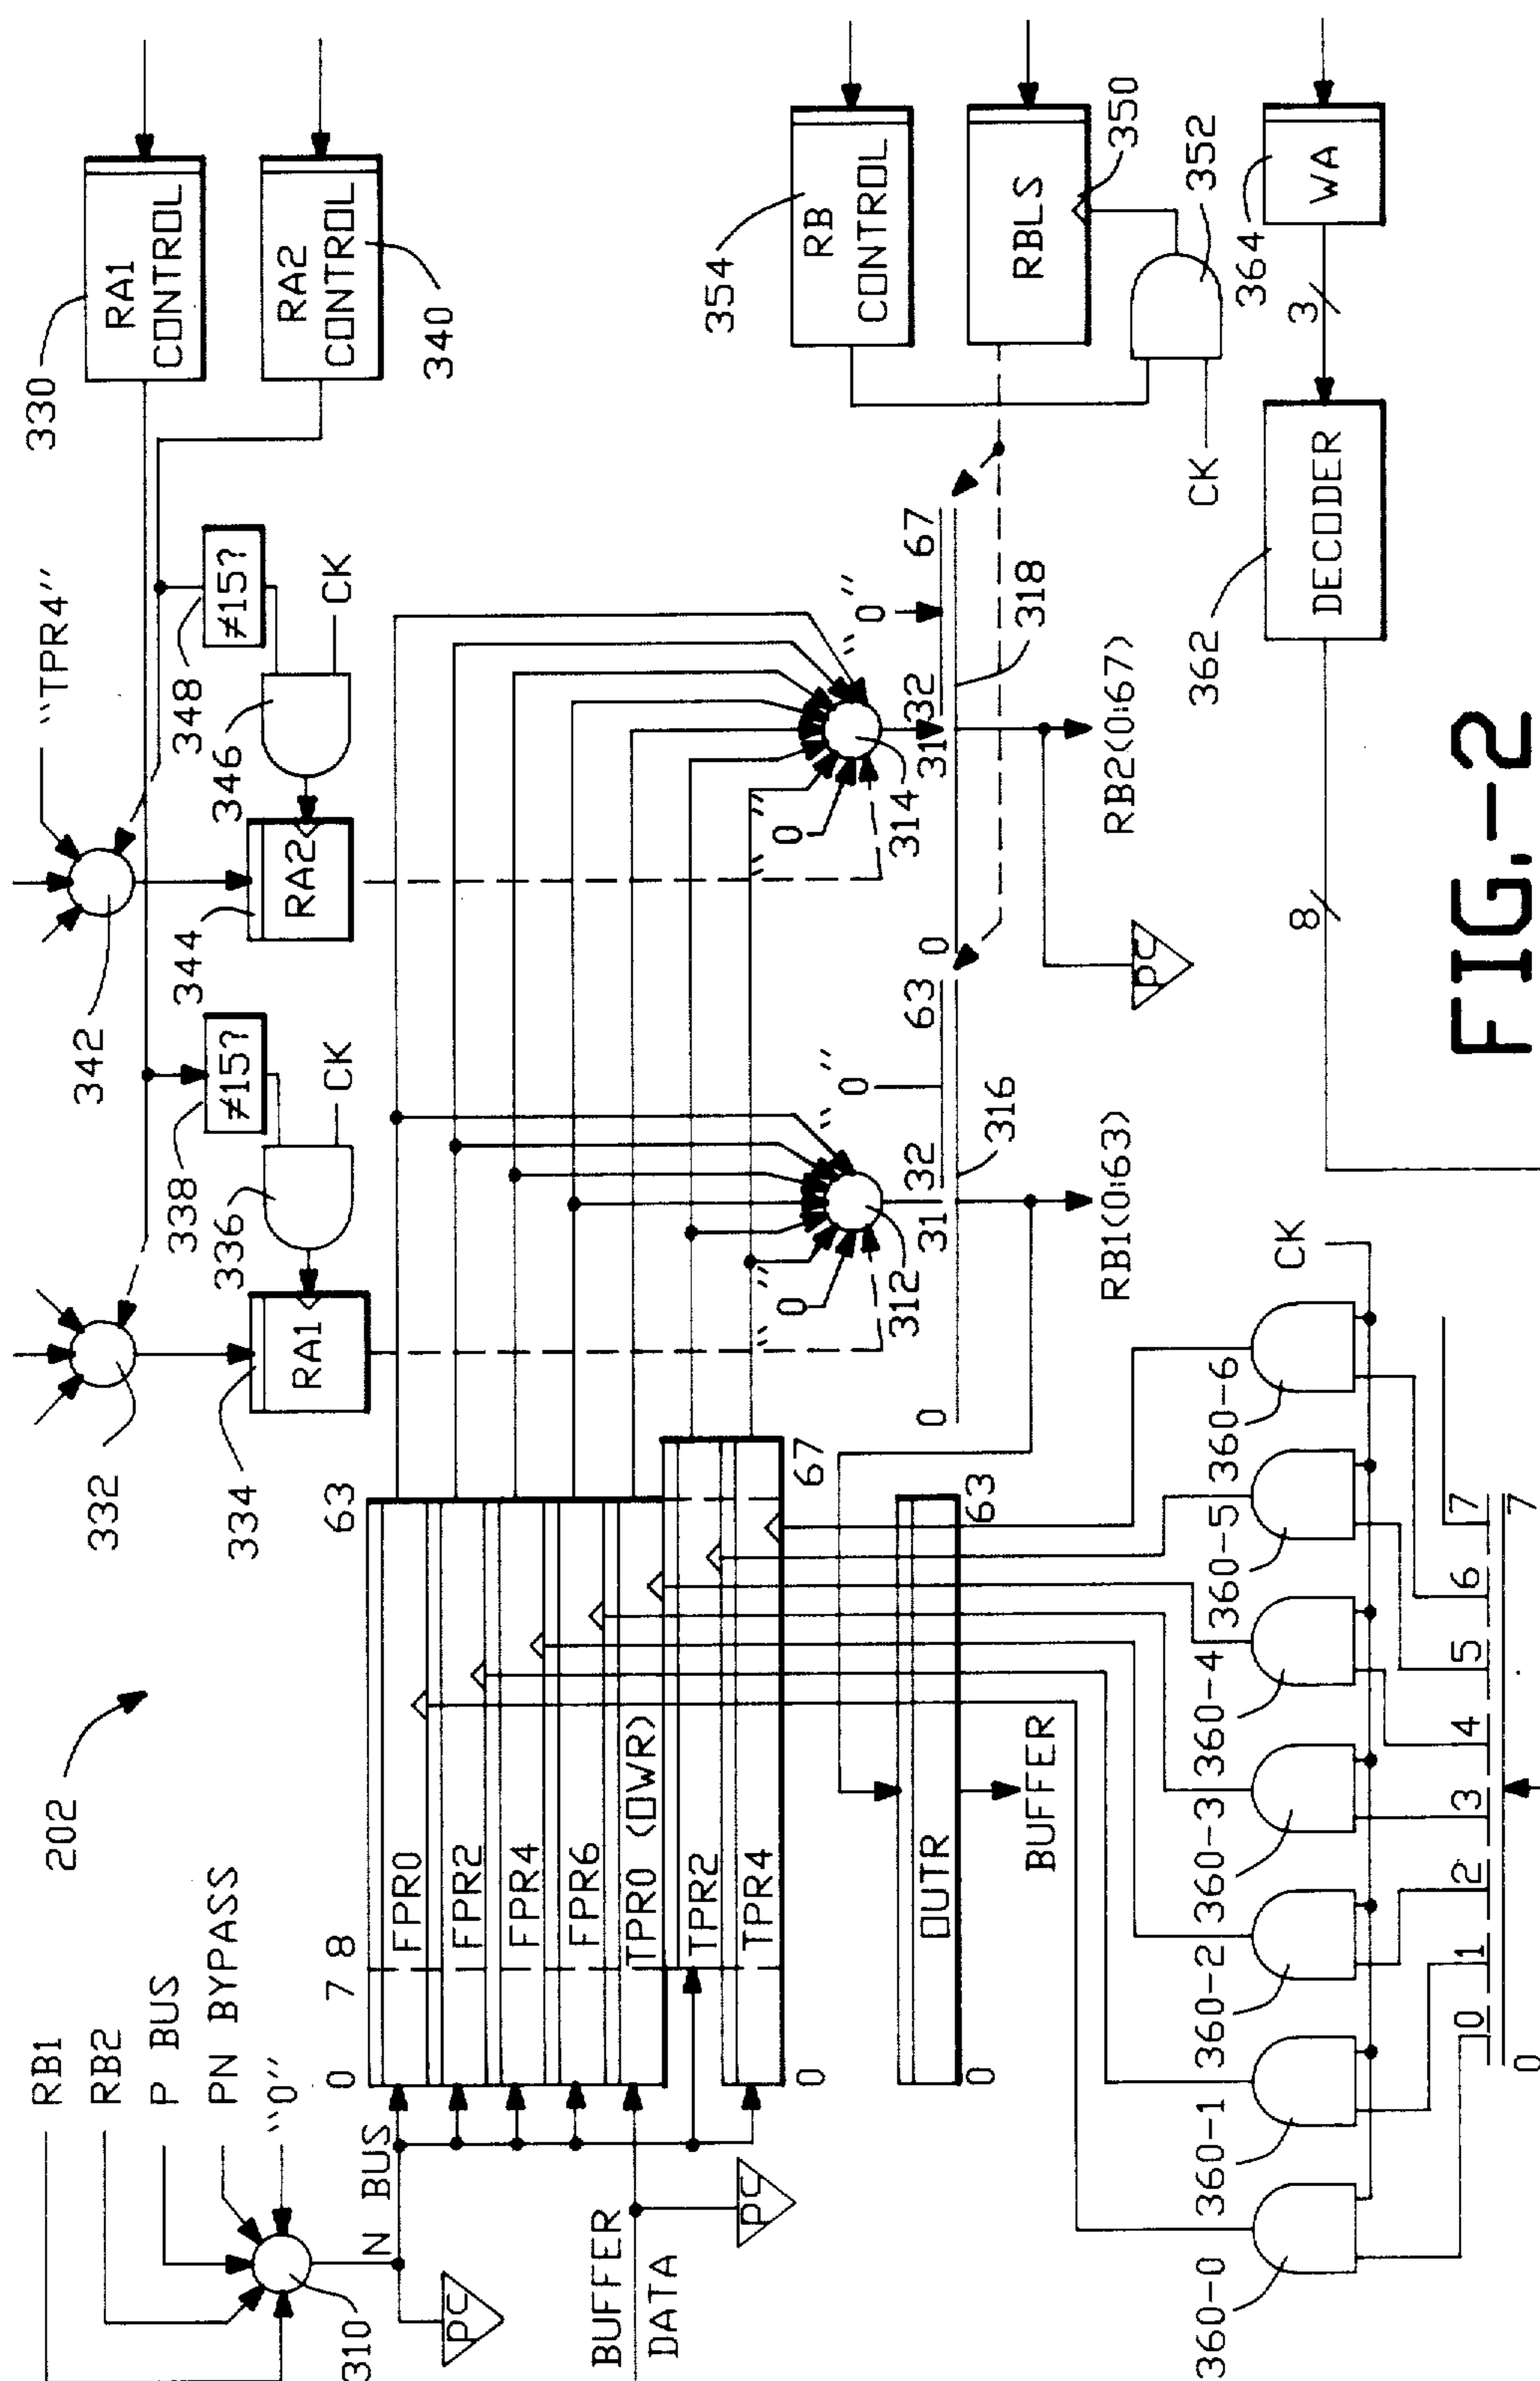 202
RB1
RB2
P BUS
PN BYPASS
"0"
310
N BUS
PC
BUFFER
DATA
PC
0 7 8 63
FPR0
FPR2
FPR4
FPR6
TPR0 (OWR)
TPR2
TPR4
0 67
OUTR
0 63
BUFFER
332
334
RA1
336
338
≠15?
CK
342
"TPR4"
344
RA2
346
348
≠15?
CK
330
RA1
CONTROL
RA2
CONTROL
340
"0"
312
"0"
0 31 32 63
316
RB1(0:63)
"0"
314
"0"
0 31 32 67
318
RB2(0:67)
PC
354
RB
CONTROL
RBLS
350
352
CK
364
WA
3
362
DECODER
8
360-0
360-1
360-2
360-3
360-4
360-5
360-6
CK
0 1 2 3 4 5 6 7
0 7
FIG.-2